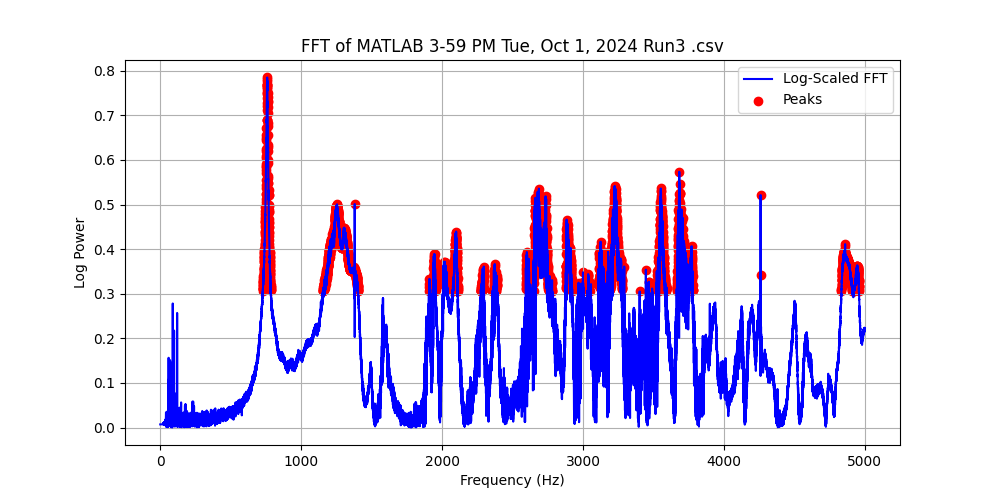 FFT of MATLAB 3-59 PM Tue, Oct 1, 2024 Run3 .csv
Log-Scaled FFT
Peaks
0.8
0.7
0.6
0.5
0.4
0.3
0.2
0.1
0.0
Log Power
0 1000 2000 3000 4000 5000
Frequency (Hz)